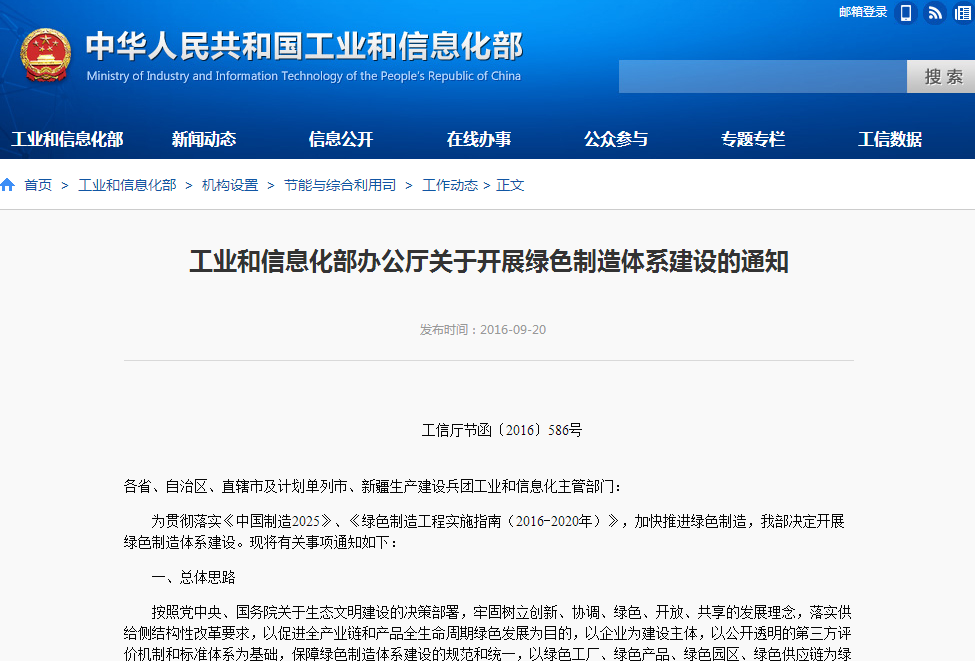 邮箱登录
中华人民共和国工业和信息化部
Ministry of Industry and Information Technology of the People's Republic of China
搜 索
工业和信息化部 新闻动态 信息公开 在线办事 公众参与 专题专栏 工信数据
首页 > 工业和信息化部 > 机构设置 > 节能与综合利用司 > 工作动态 > 正文
工业和信息化部办公厅关于开展绿色制造体系建设的通知
发布时间：2016-09-20
工信厅节函〔2016〕586号
各省、自治区、直辖市及计划单列市、新疆生产建设兵团工业和信息化主管部门：
为贯彻落实《中国制造2025》、《绿色制造工程实施指南（2016-2020年）》，加快推进绿色制造，我部决定开展
绿色制造体系建设。现将有关事项通知如下：
一、总体思路
按照党中央、国务院关于生态文明建设的决策部署，牢固树立创新、协调、绿色、开放、共享的发展理念，落实供
给侧结构性改革要求，以促进全产业链和产品全生命周期绿色发展为目的，以企业为建设主体，以公开透明的第三方评
价机制和标准体系为基础，保障绿色制造体系建设的规范和统一，以绿色工厂、绿色产品、绿色园区、绿色供应链为绿